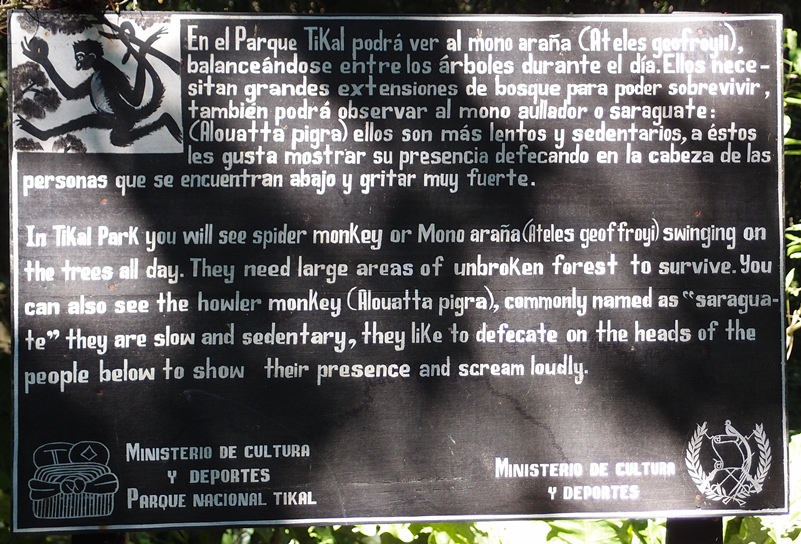 En el Parque Tikal podrá ver al mono araña (Ateles geofroyii),
balanceándose entre los árboles durante el día. Ellos nece-
sitan grandes extensiones de bosque para poder sobrevivir,
también podrá observar al mono aullador o saraguate:
(Alouatta pigra) ellos son más lentos y sedentarios, a éstos
les gusta mostrar su presencia defecando en la cabeza de las
personas que se encuentran abajo y gritar muy fuerte.
In Tikal Park you will see spider monkey or Mono araña (Ateles geoffroyi) swinging on
the trees all day. They need large areas of unbroken forest to survive. You
can also see the howler monkey (Alouatta pigra), commonly named as "saragua-
te" they are slow and sedentary, they like to defecate on the heads of the
people below to show their presence and scream loudly.
MINISTERIO DE CULTURA
Y DEPORTES
PARQUE NACIONAL TIKAL
MINISTERIO DE CULTURA
Y DEPORTES